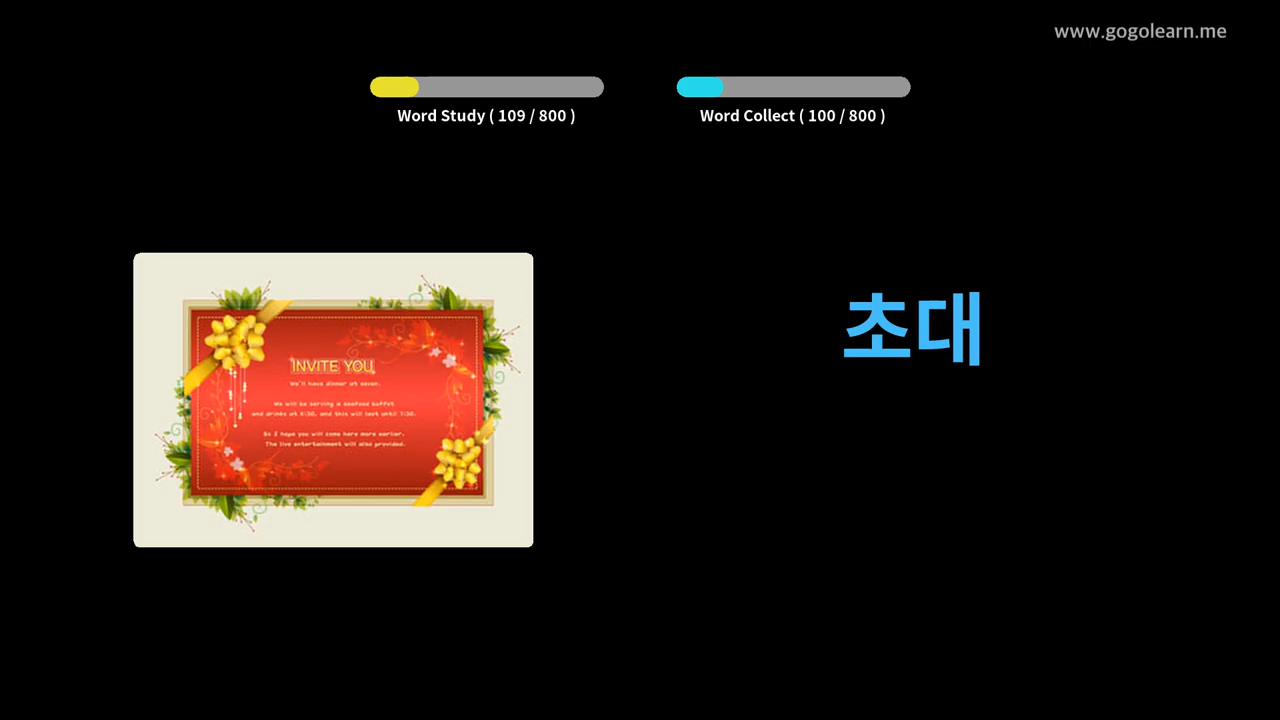 www.gogolearn.me
Word Study ( 109 / 800 )
Word Collect ( 100 / 800 )
초대
INVITE YOU
We'll have dinner at seven.
We will be serving a seafood buffet
and drinks at 6:30, and this will last until 7:30.
So I hope you will come here more earlier.
The live entertainment will also provided.